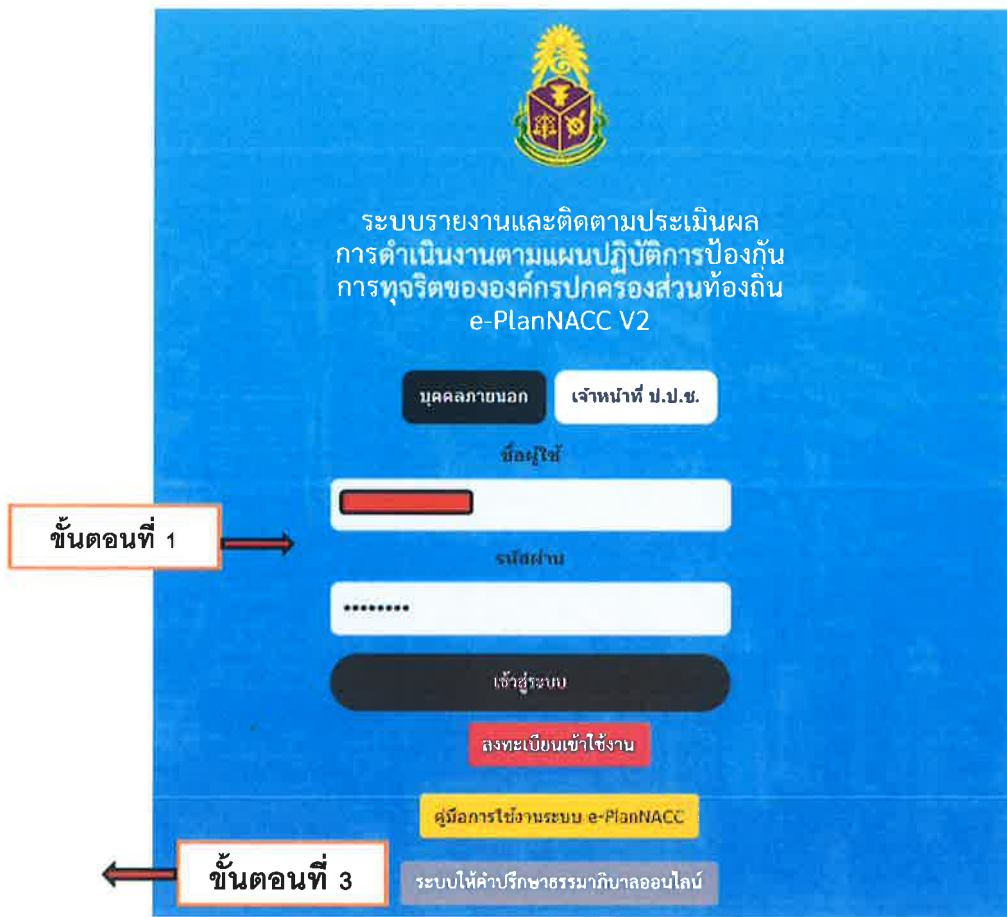 ระบบรายงานและติดตามประเมินผล
การดำเนินงานตามแผนปฏิบัติการป้องกัน
การทุจริตขององค์กรปกครองส่วนท้องถิ่น
e-PlanNACC V2
บุคคลภายนอก
เจ้าหน้าที่ ป.ป.ช.
ชื่อผู้ใช้
ขั้นตอนที่ 1
รหัสผ่าน
••••••••
เข้าสู่ระบบ
ลงทะเบียนเข้าใช้งาน
คู่มือการใช้งานระบบ e-PlanNACC
ขั้นตอนที่ 3
ระบบให้คำปรึกษาธรรมาภิบาลออนไลน์